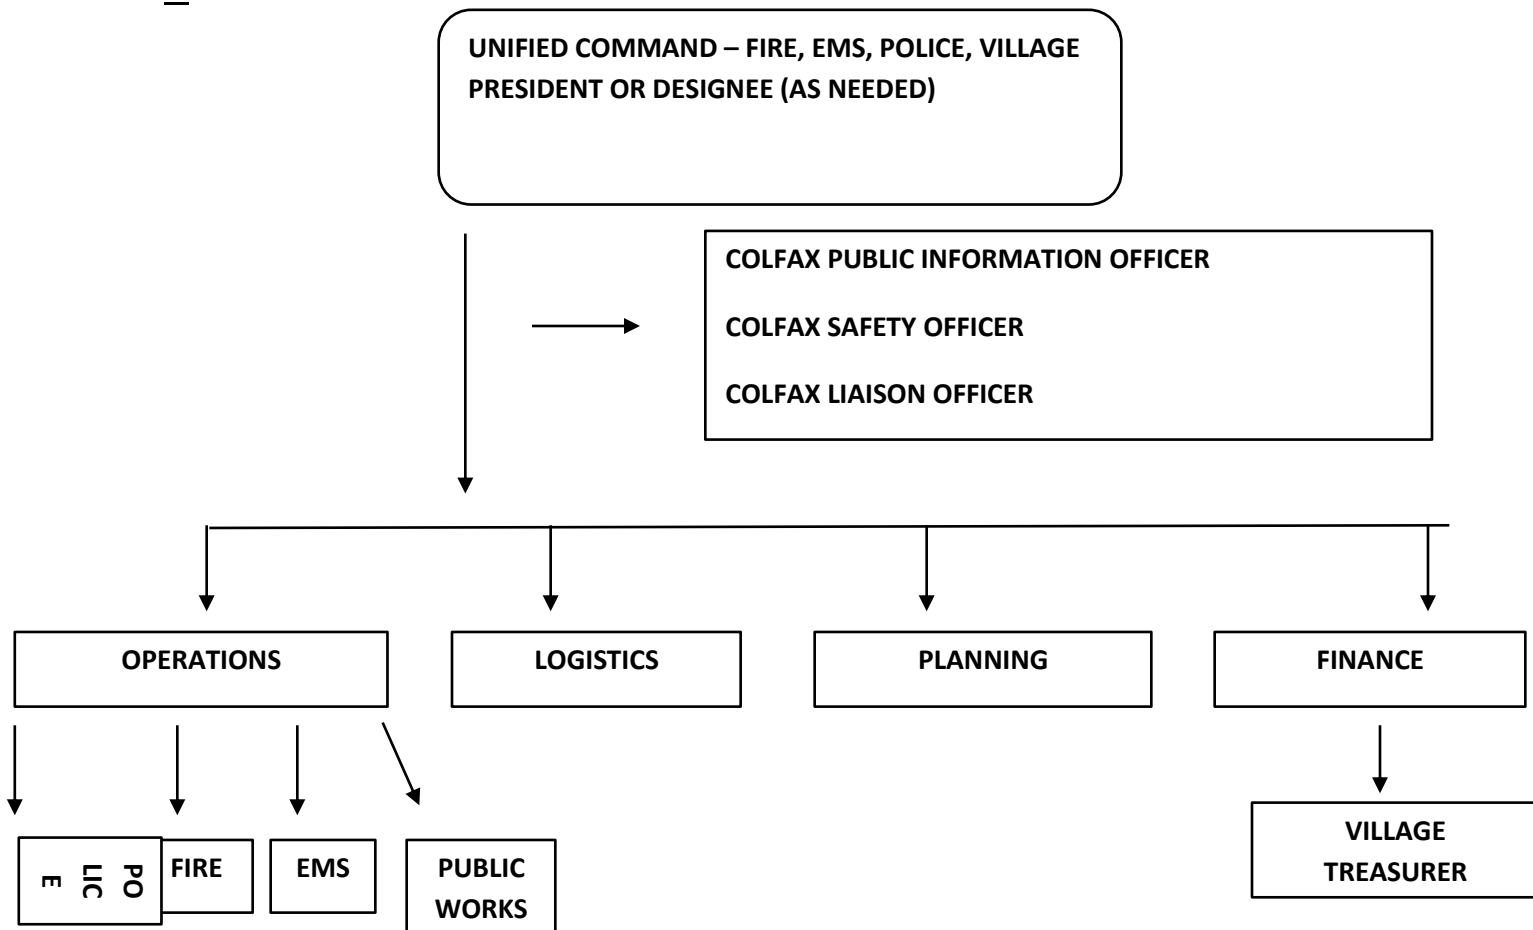 UNIFIED COMMAND – FIRE, EMS, POLICE, VILLAGE
PRESIDENT OR DESIGNEE (AS NEEDED)
COLFAX PUBLIC INFORMATION OFFICER
COLFAX SAFETY OFFICER
COLFAX LIAISON OFFICER
OPERATIONS
LOGISTICS
PLANNING
FINANCE
PO
LIC
E
FIRE
EMS
PUBLIC
WORKS
VILLAGE
TREASURER